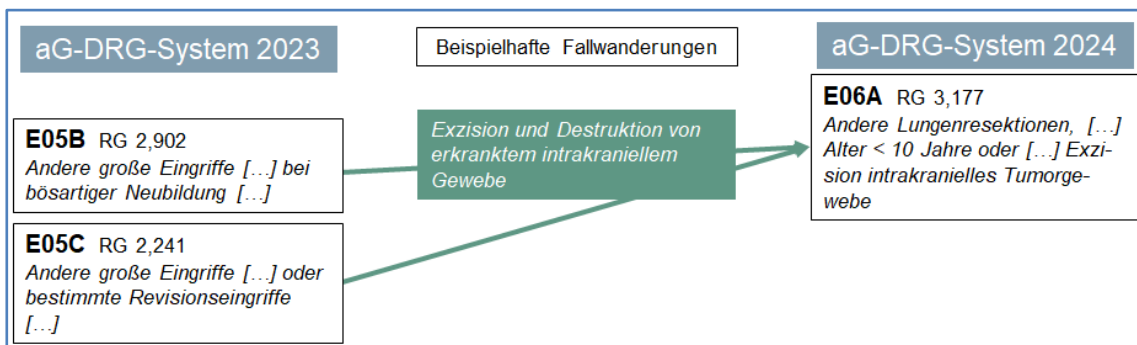 aG-DRG-System 2023
Beispielhafte Fallwanderungen
aG-DRG-System 2024
E05B RG 2,902
Andere große Eingriffe […] bei
bösartiger Neubildung […]
E05C RG 2,241
Andere große Eingriffe […] oder
bestimmte Revisionseingriffe
[…]
Exzision und Destruktion von
erkranktem intrakraniellem
Gewebe
E06A RG 3,177
Andere Lungenresektionen, […]
Alter < 10 Jahre oder […] Exzi-
sion intrakranielles Tumorge-
webe